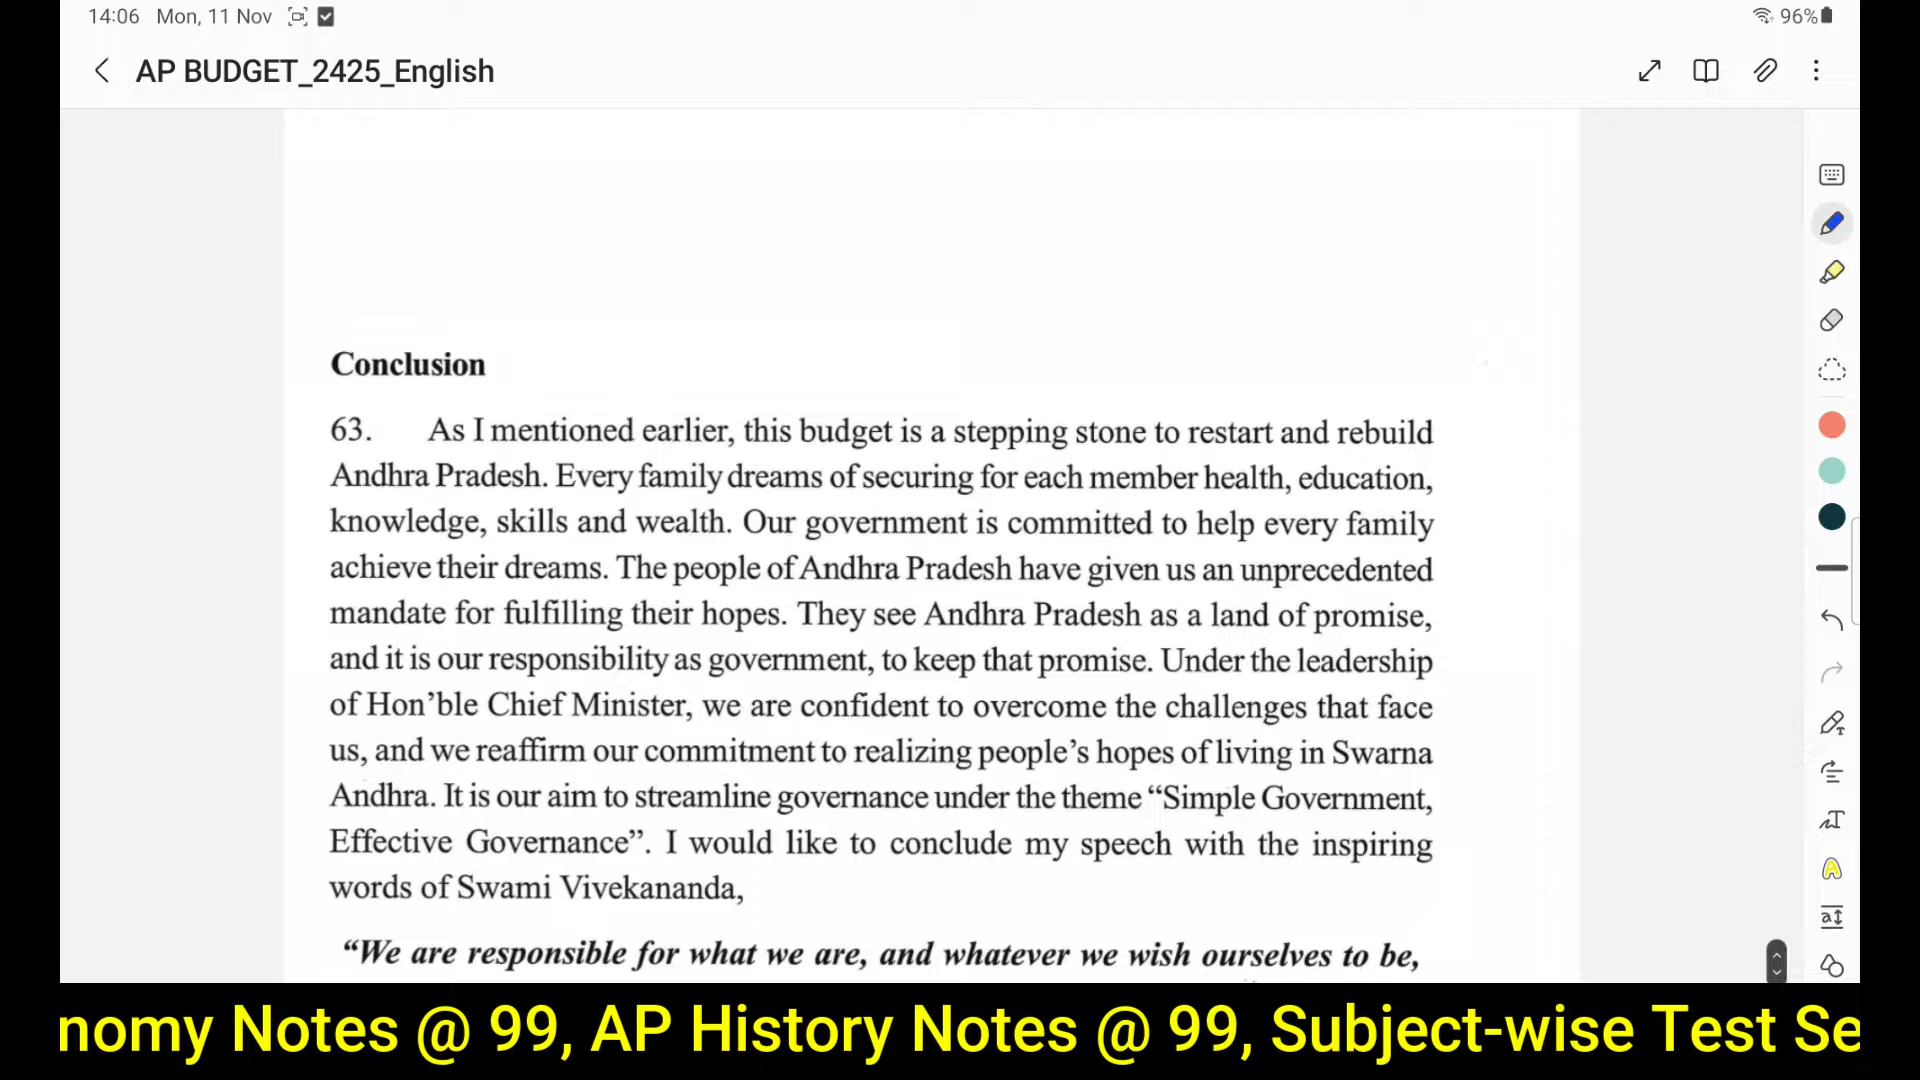 14:06 Mon, 11 Nov
96%
AP BUDGET_2425_English
Conclusion
63. As I mentioned earlier, this budget is a stepping stone to restart and rebuild
Andhra Pradesh. Every family dreams of securing for each member health, education,
knowledge, skills and wealth. Our government is committed to help every family
achieve their dreams. The people of Andhra Pradesh have given us an unprecedented
mandate for fulfilling their hopes. They see Andhra Pradesh as a land of promise,
and it is our responsibility as government, to keep that promise. Under the leadership
of Hon’ble Chief Minister, we are confident to overcome the challenges that face
us, and we reaffirm our commitment to realizing people’s hopes of living in Swarna
Andhra. It is our aim to streamline governance under the theme “Simple Government,
Effective Governance”. I would like to conclude my speech with the inspiring
words of Swami Vivekananda,
“We are responsible for what we are, and whatever we wish ourselves to be,
nomy Notes @ 99, AP History Notes @ 99, Subject-wise Test Se